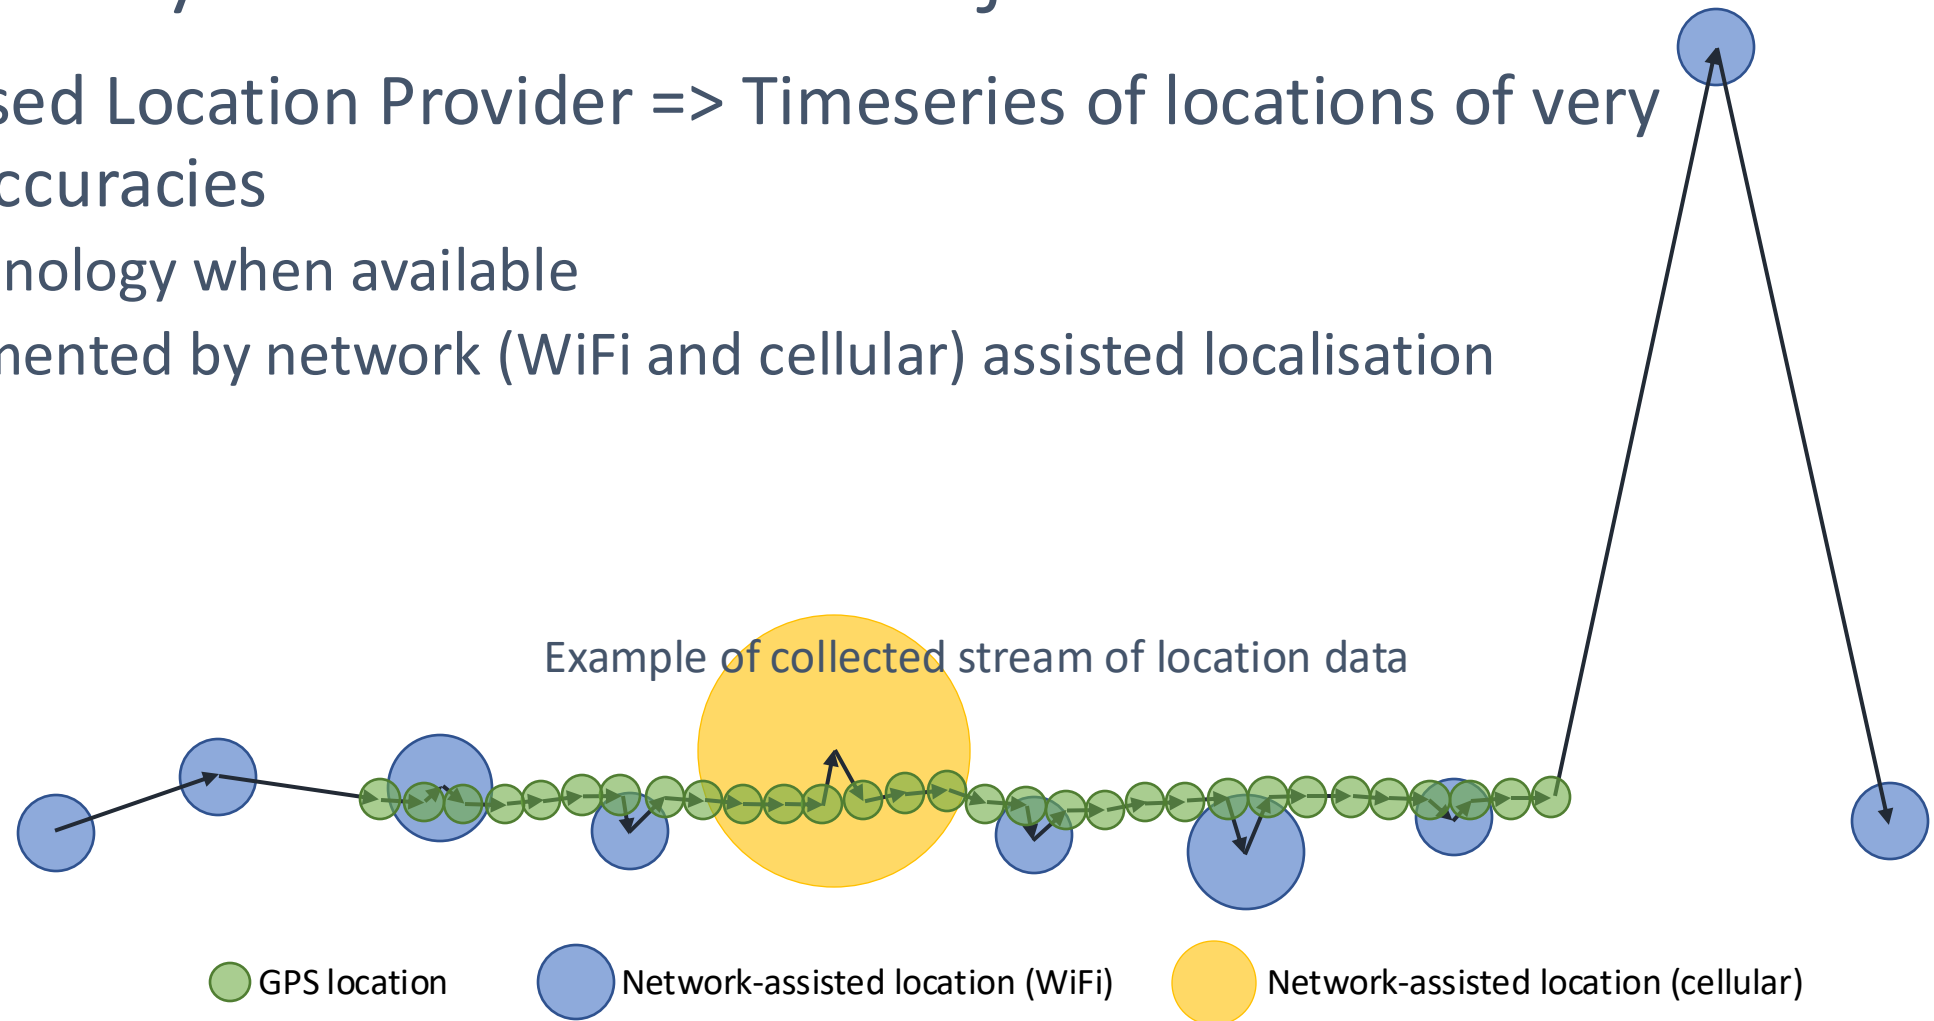 sed Location Provider => Timeseries of locations of very
ccuracies
nology when available
mented by network (WiFi and cellular) assisted localisation
Example of collected stream of location data
GPS location
Network-assisted location (WiFi)
Network-assisted location (cellular)